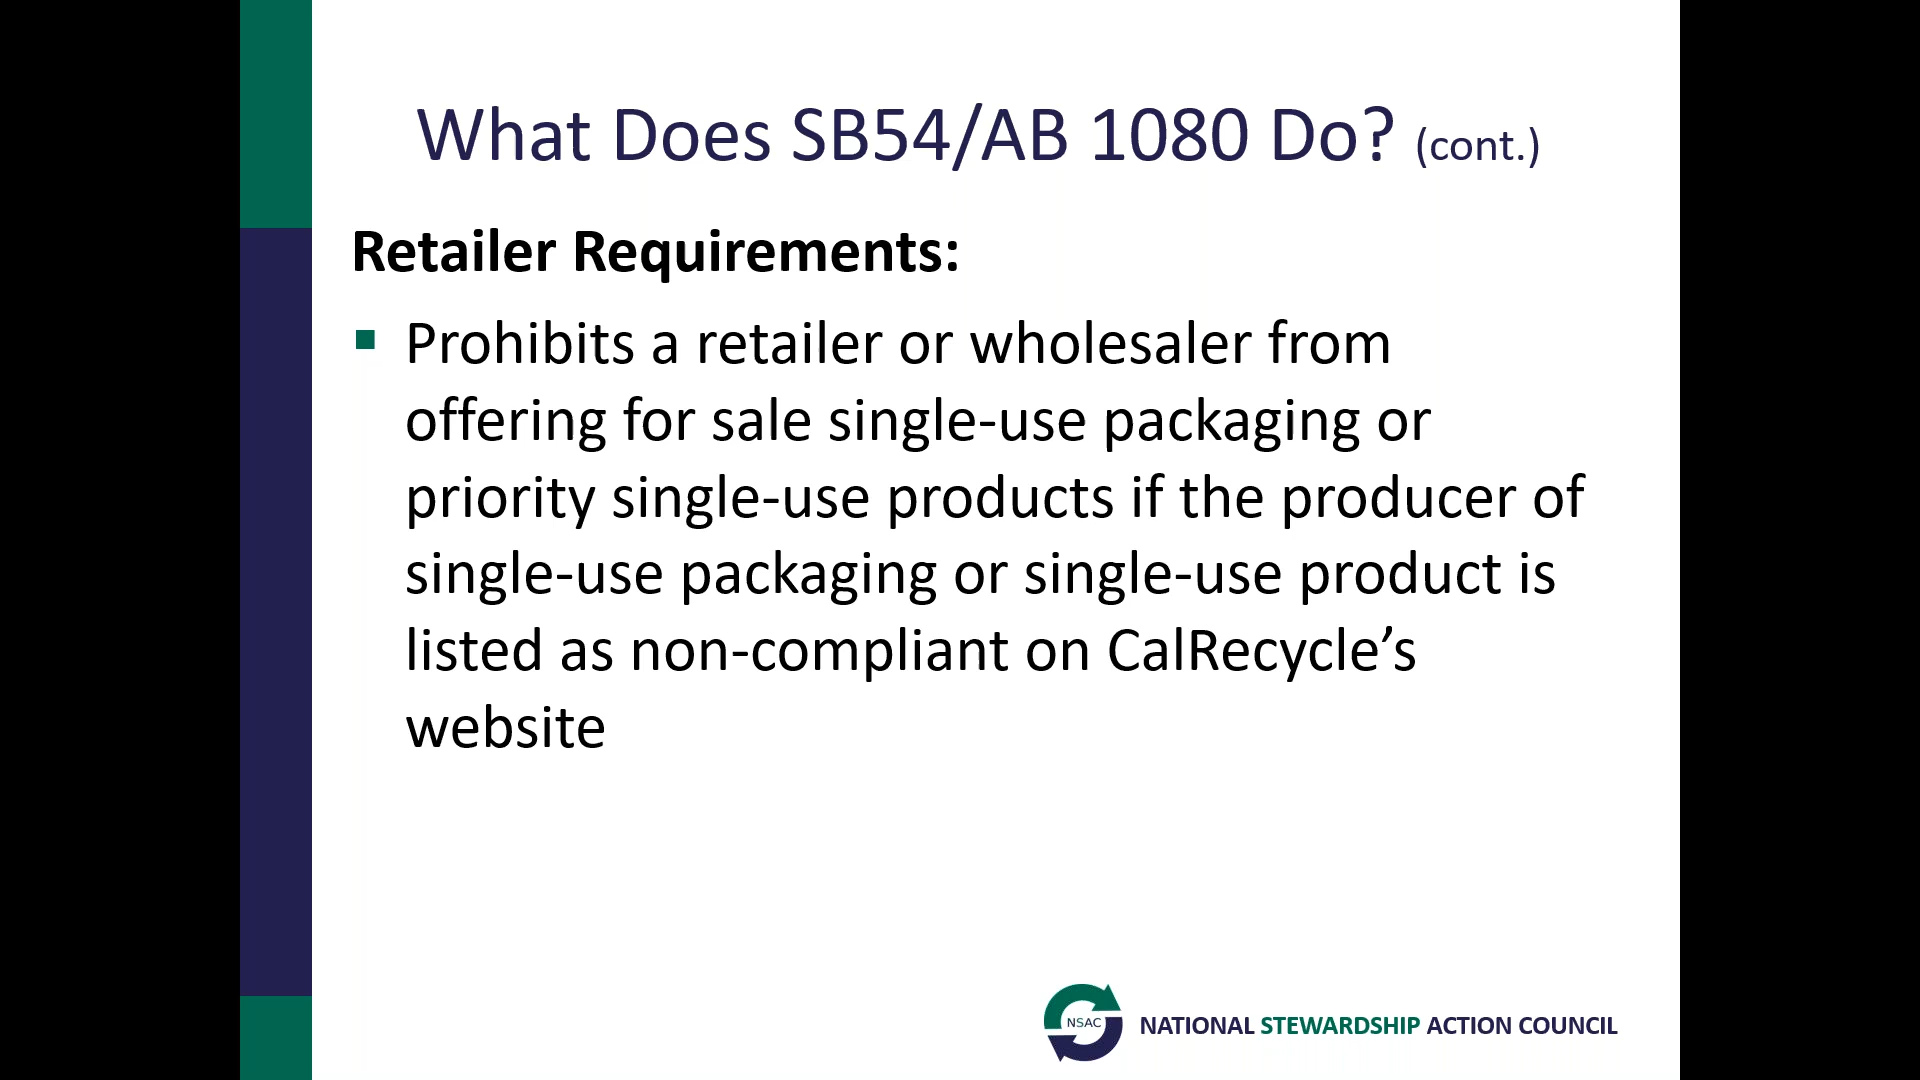 What Does SB54/AB 1080 Do? (cont.)
Retailer Requirements:
Prohibits a retailer or wholesaler from
offering for sale single-use packaging or
priority single-use products if the producer of
single-use packaging or single-use product is
listed as non-compliant on CalRecycle’s
website
NSAC
NATIONAL STEWARDSHIP ACTION COUNCIL